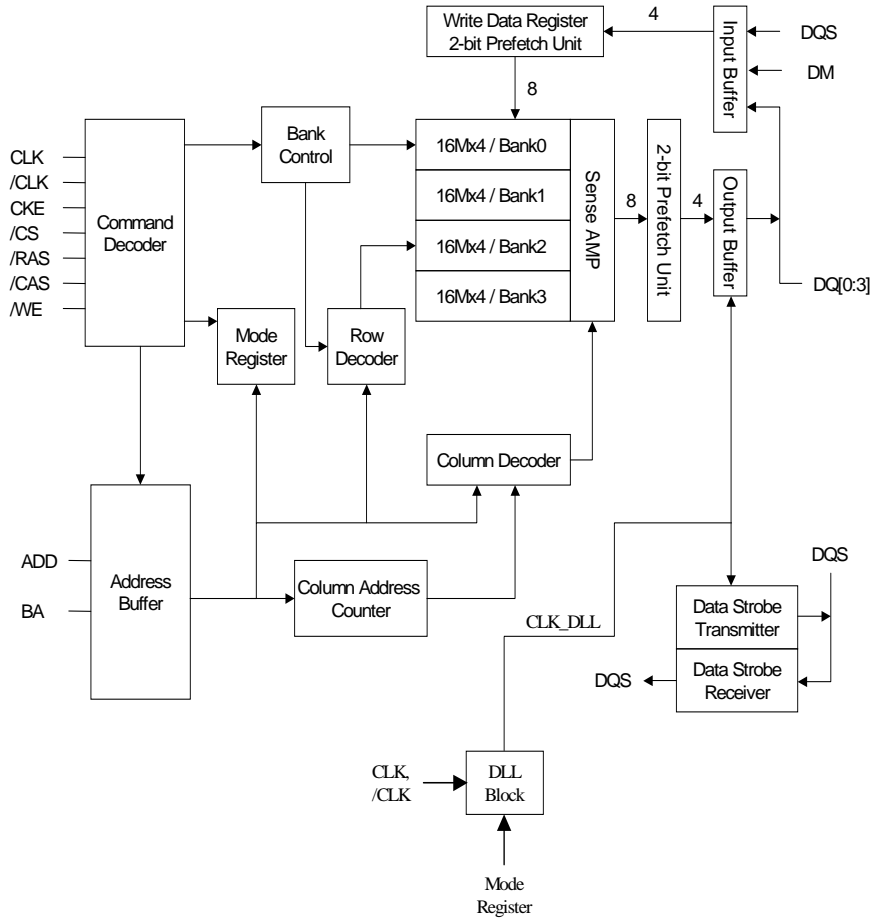 Write Data Register
2-bit Prefetch Unit
4
Input Buffer
DQS
DM
8
Bank
Control
16Mx4 / Bank0
16Mx4 / Bank1
16Mx4 / Bank2
16Mx4 / Bank3
Sense AMP
8
2-bit Prefetch Unit
4
Output Buffer
DQ[0:3]
CLK
/CLK
CKE
/CS
/RAS
/CAS
/WE
Command
Decoder
Mode
Register
Row
Decoder
Column Decoder
ADD
BA
Address
Buffer
Column Address
Counter
CLK_DLL
DQS
Data Strobe
Transmitter
Data Strobe
Receiver
DQS
CLK,
/CLK
DLL
Block
Mode
Register